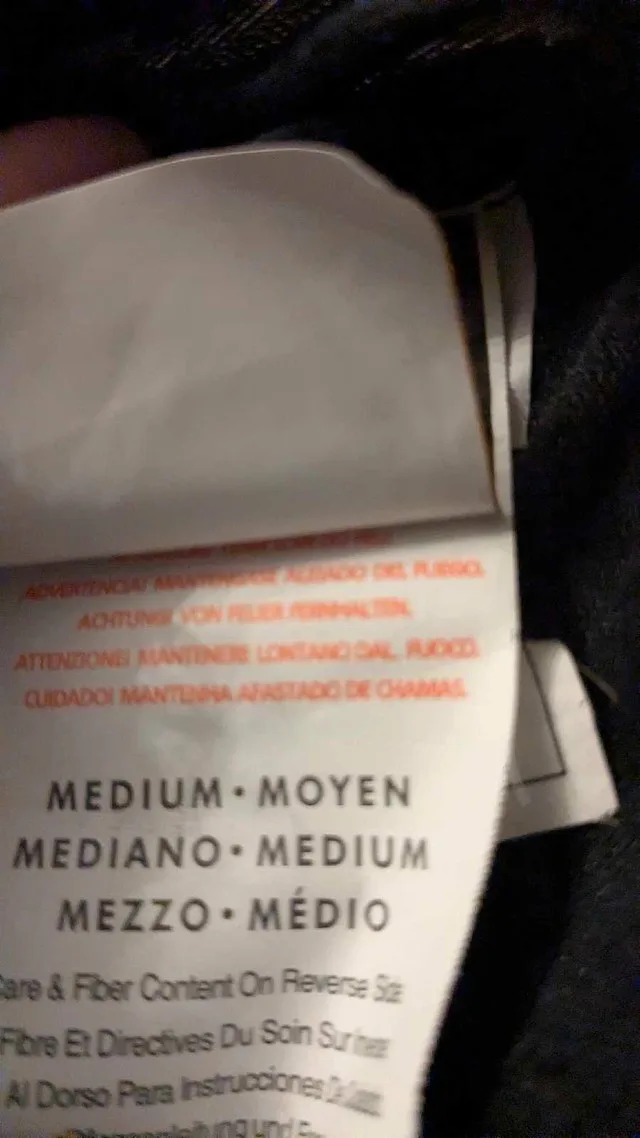 ADVERTENCIA! MANTENGASE ALEJADO DEL FUEGO.
ACHTUNG! VON FEUER FERNHALTEN.
ATTENZIONE! MANTENERE LONTANO DAL FUOCO.
CUIDADO! MANTENHA AFASTADO DE CHAMAS.
MEDIUM • MOYEN
MEDIANO • MEDIUM
MEZZO • MÉDIO
Care & Fiber Content On Reverse Side
Fibre Et Directives Du Soin Sur
Al Dorso Para Instrucciones De